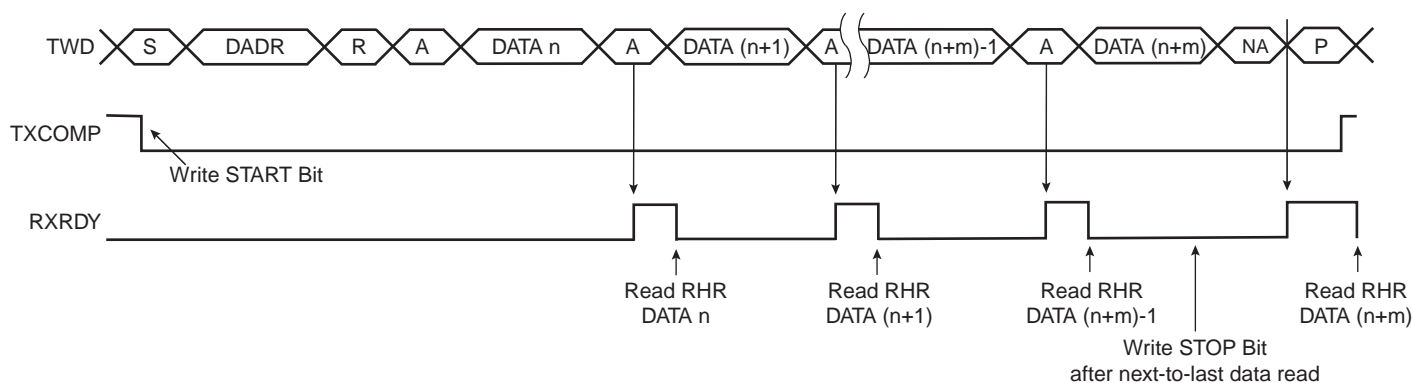 TWD S DADR R A DATA n A DATA (n+1) A DATA (n+m)-1 A DATA (n+m) NA P
TXCOMP
Write START Bit
RXRDY
Read RHR
DATA n
Read RHR
DATA (n+1)
Read RHR
DATA (n+m)-1
Read RHR
DATA (n+m)
Write STOP Bit
after next-to-last data read